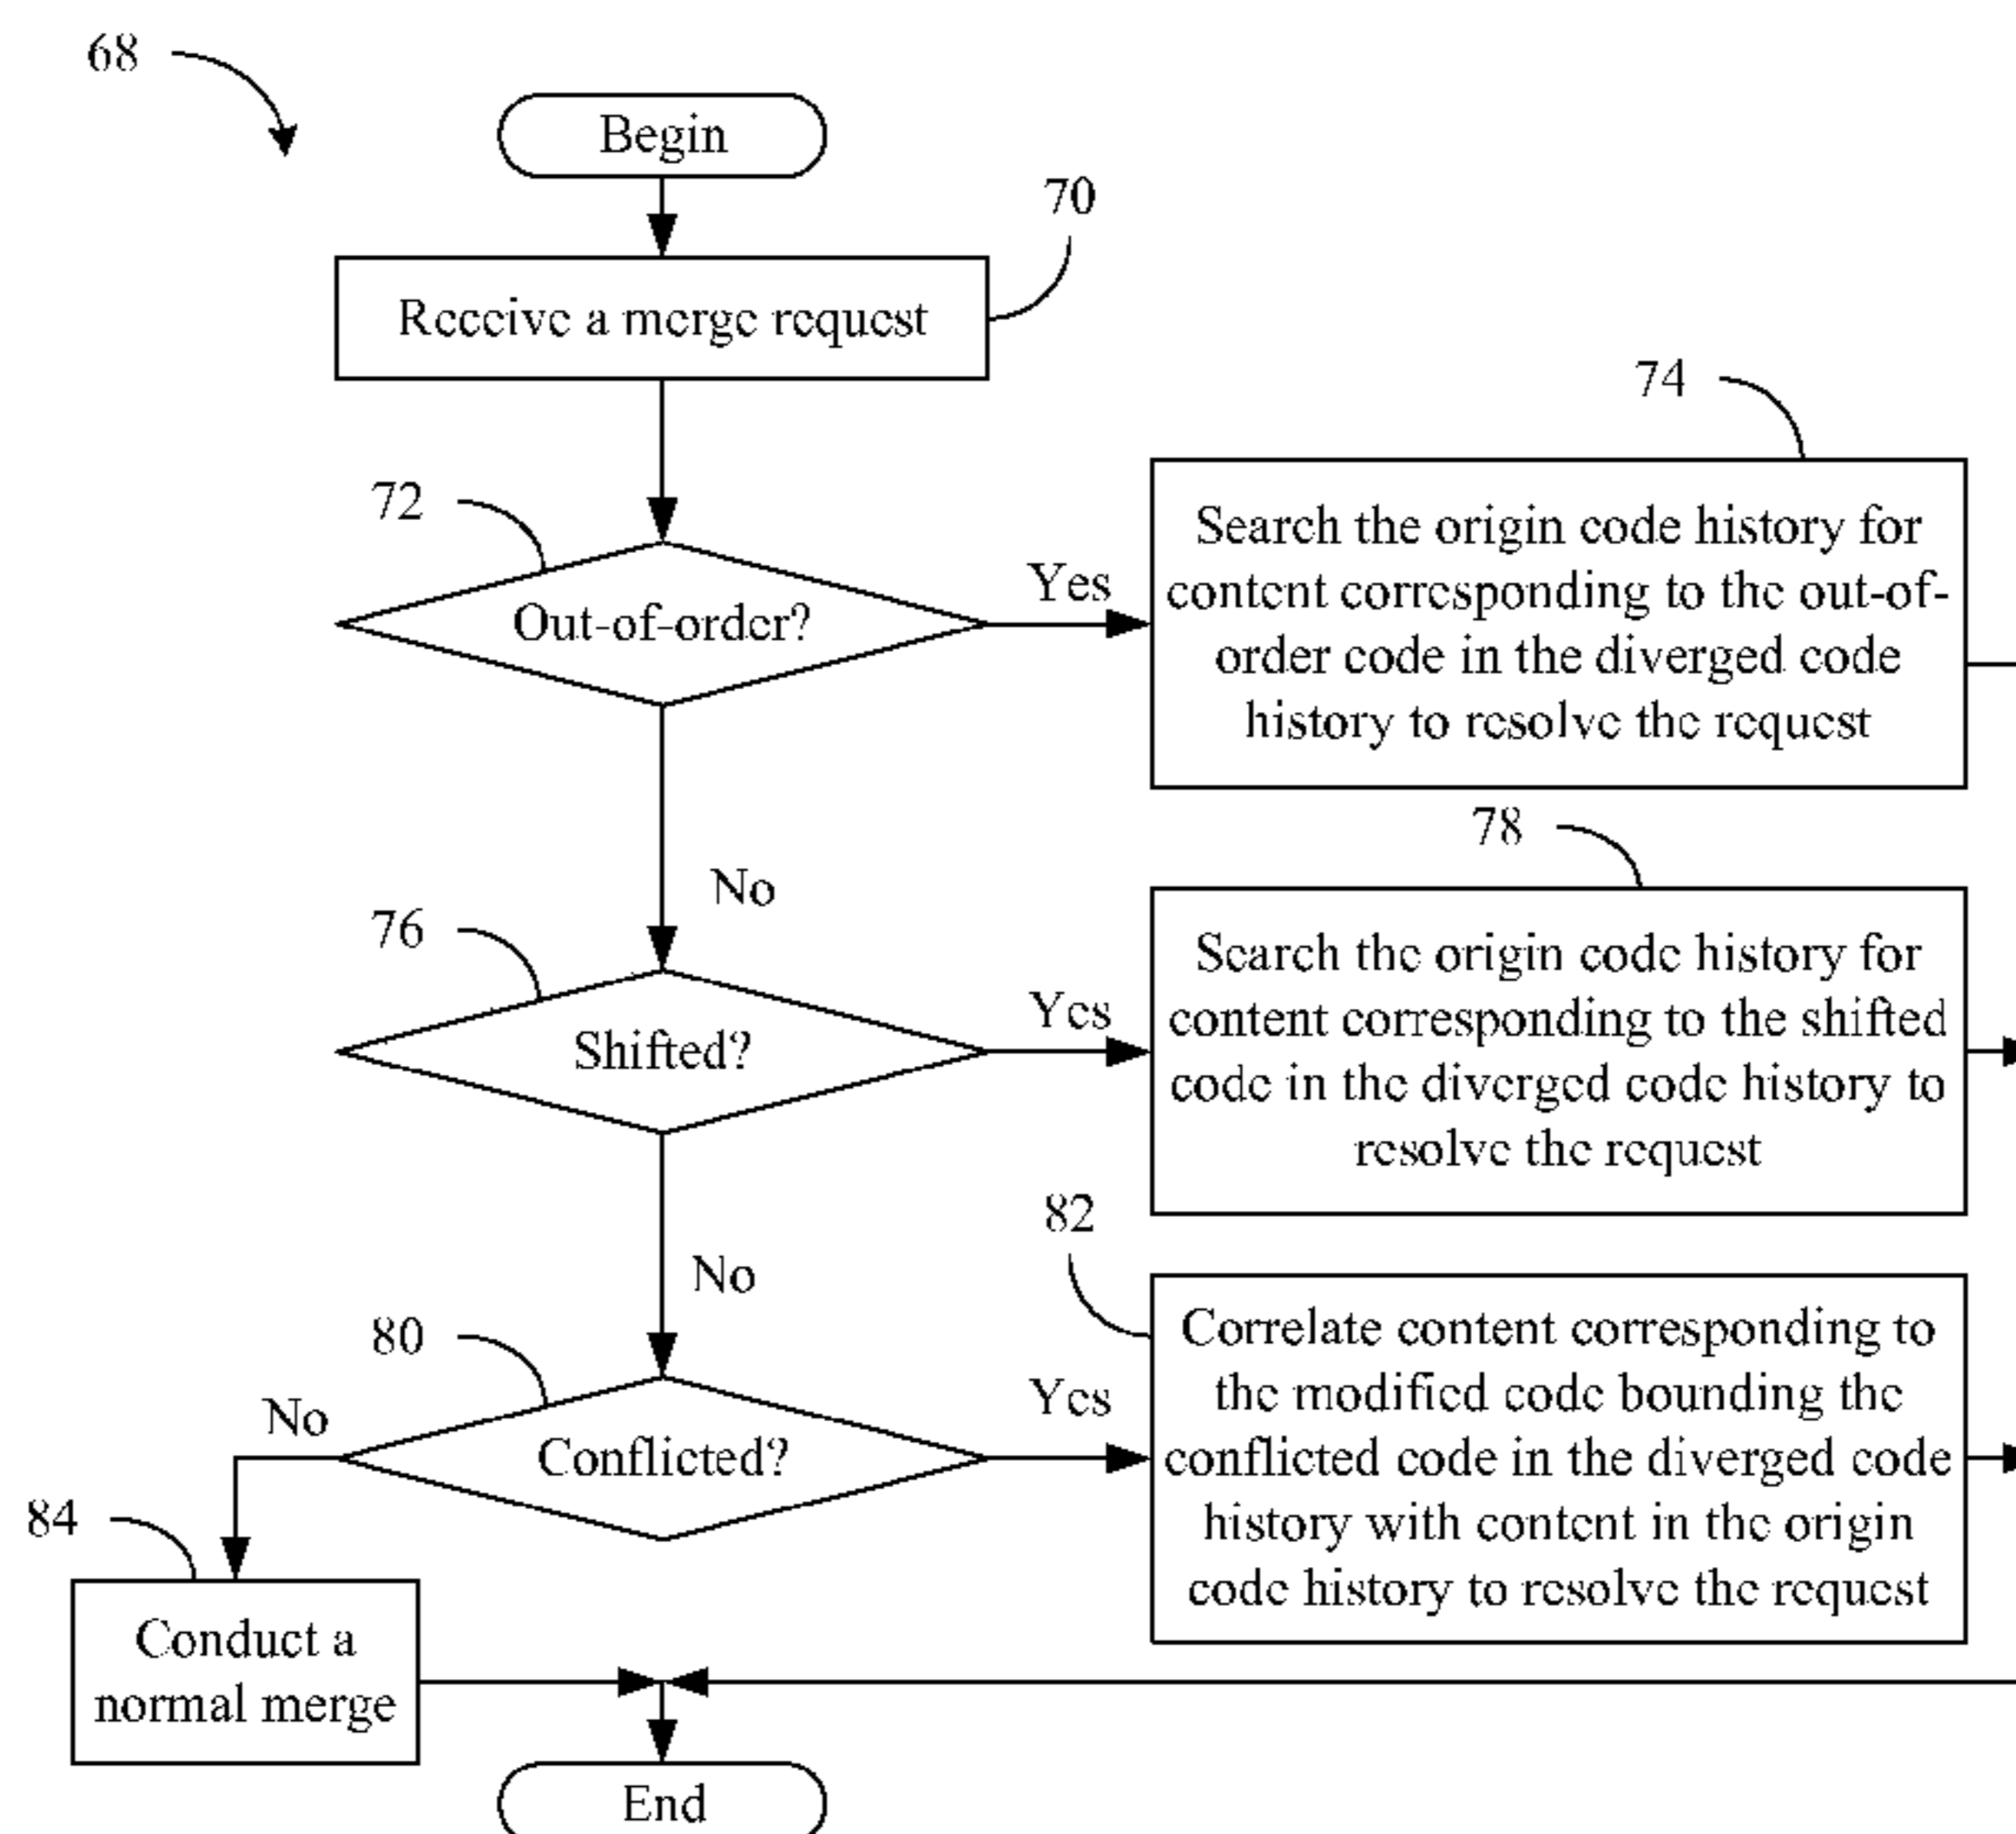 68
Begin
70
Receive a merge request
74
72
Out-of-order?
Yes
Search the origin code history for
content corresponding to the out-of-
order code in the diverged code
history to resolve the request
78
No
76
Shifted?
Yes
Search the origin code history for
content corresponding to the shifted
code in the diverged code history to
resolve the request
82
No
80
Conflicted?
Yes
Correlate content corresponding to
the modified code bounding the
conflicted code in the diverged code
history with content in the origin
code history to resolve the request
No
84
Conduct a
normal merge
End